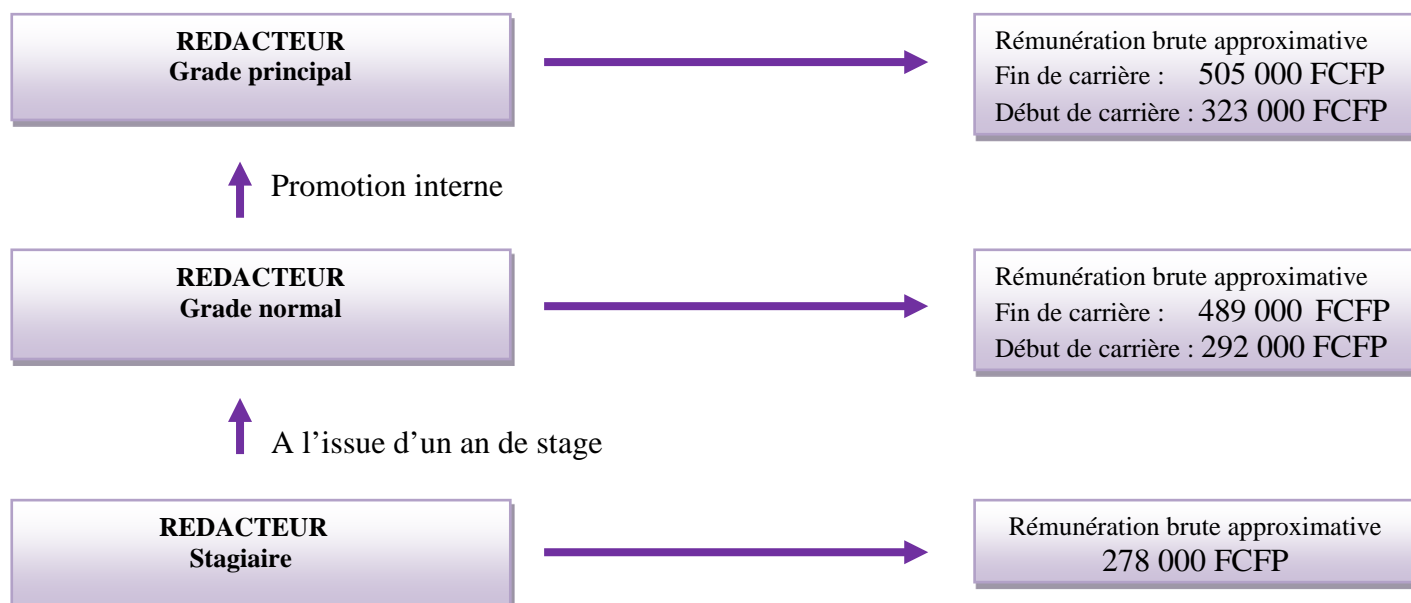 REDACTEUR
Grade principal
Rémunération brute approximative
Fin de carrière : 505 000 FCFP
Début de carrière : 323 000 FCFP
Promotion interne
REDACTEUR
Grade normal
Rémunération brute approximative
Fin de carrière : 489 000 FCFP
Début de carrière : 292 000 FCFP
A l’issue d’un an de stage
REDACTEUR
Stagiaire
Rémunération brute approximative
278 000 FCFP